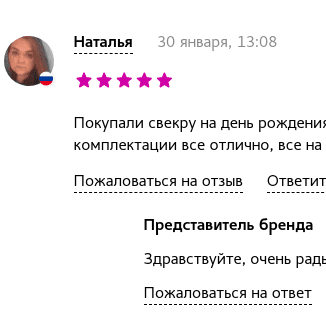 Наталья 30 января, 13:08
Покупали свекру на день рождения
комплектации все отлично, все на
Пожаловаться на отзыв Ответит
Представитель бренда
Здравствуйте, очень рады
Пожаловаться на ответ